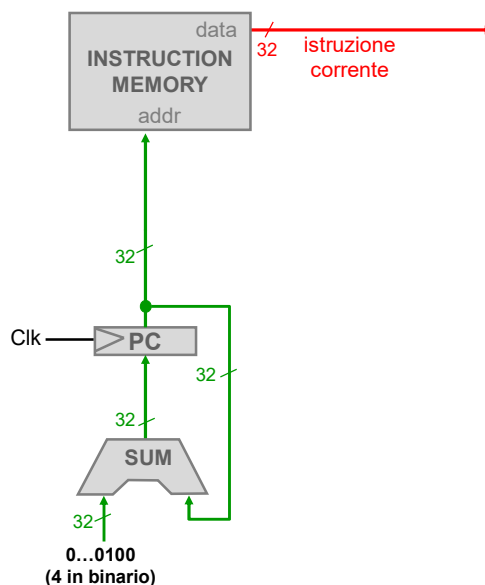 data
INSTRUCTION
MEMORY
addr
32
istruzione
corrente
32
Clk
PC
32
32
SUM
32
0...0100
(4 in binario)